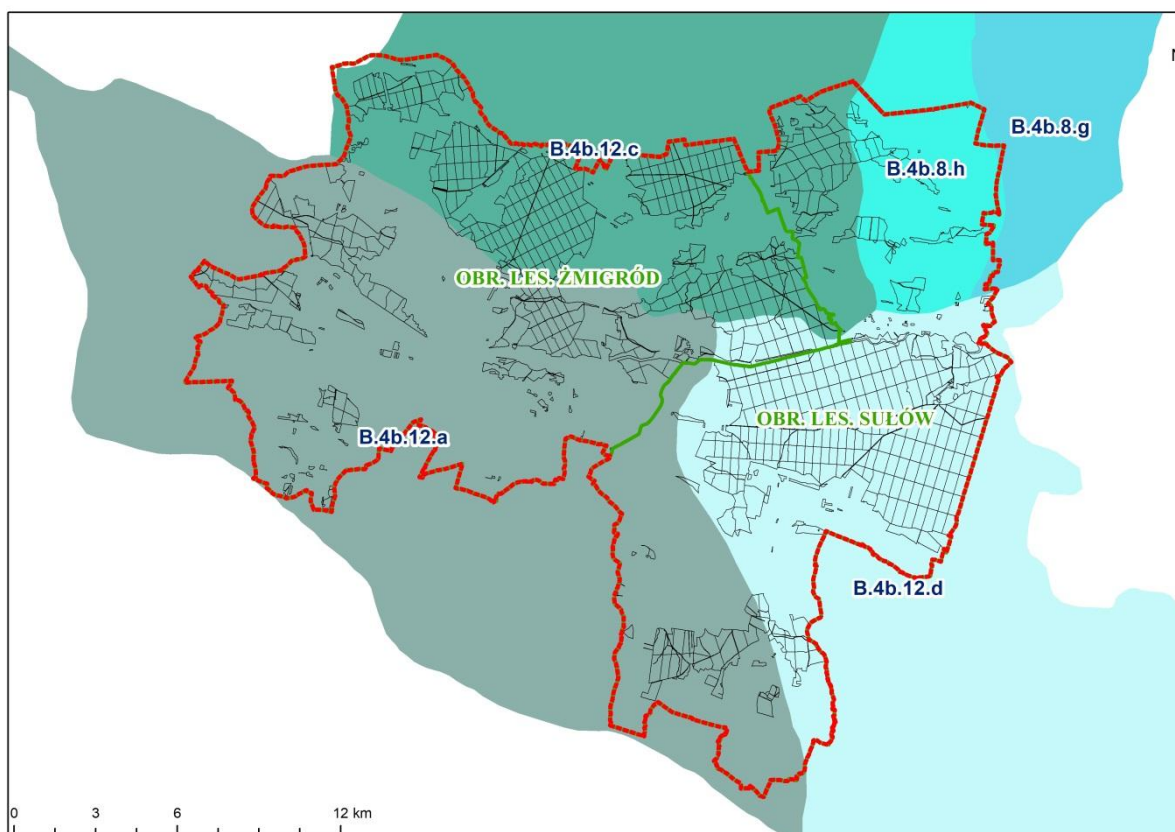 N
B.4b.8.g
B.4b.12.c
B.4b.8.h
OBR. LES. ŻMIGRÓD
OBR. LES. SUŁÓW
B.4b.12.a
B.4b.12.d
0 3 6 12 km